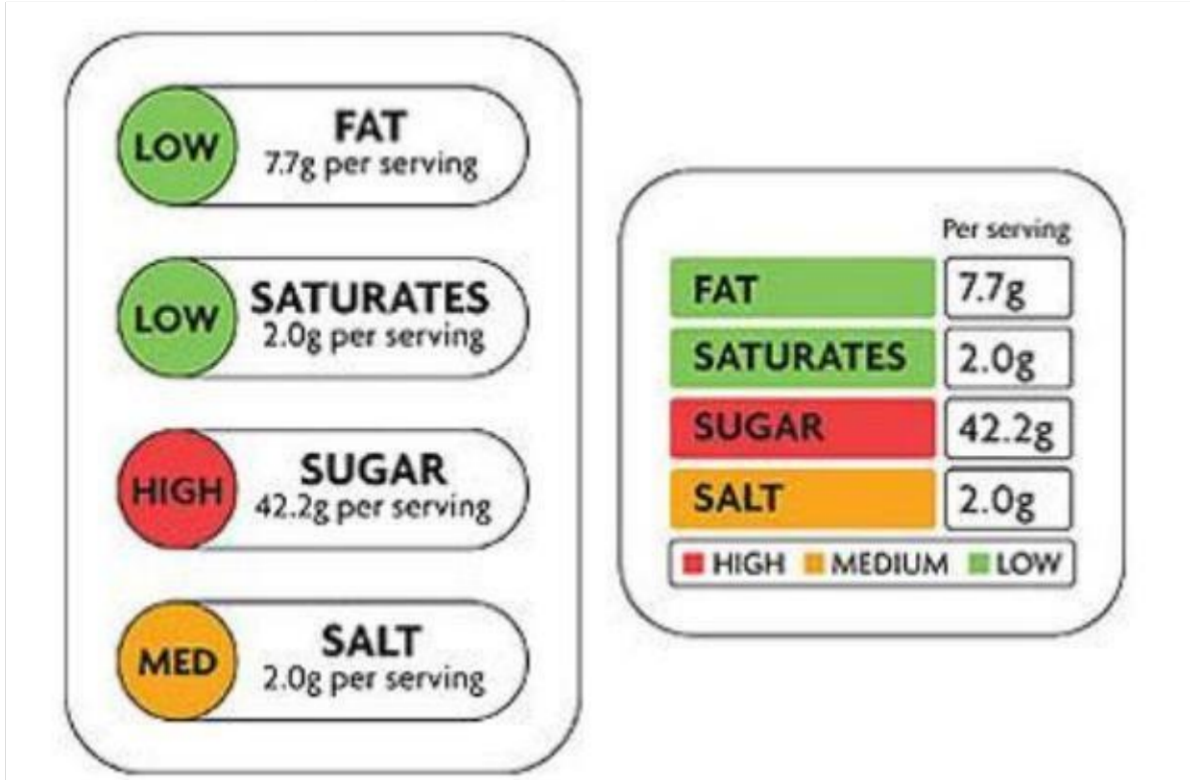 LOW
FAT
7.7g per serving
LOW
SATURATES
2.0g per serving
HIGH
SUGAR
42.2g per serving
MED
SALT
2.0g per serving
Per serving
FAT 7.7g
SATURATES 2.0g
SUGAR 42.2g
SALT 2.0g
HIGH MEDIUM LOW